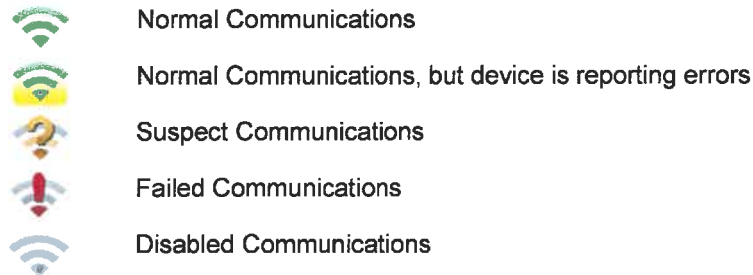 Normal Communications
Normal Communications, but device is reporting errors
Suspect Communications
Failed Communications
Disabled Communications